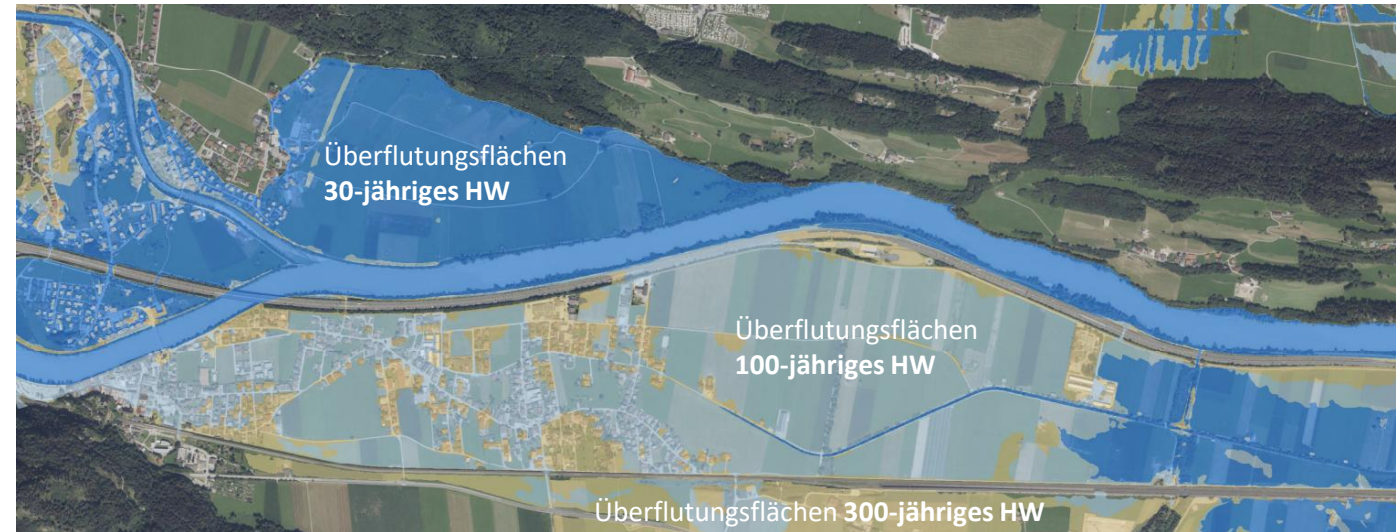 Überflutungsflächen
30-jähriges HW
Überflutungsflächen
100-jähriges HW
Überflutungsflächen 300-jähriges HW